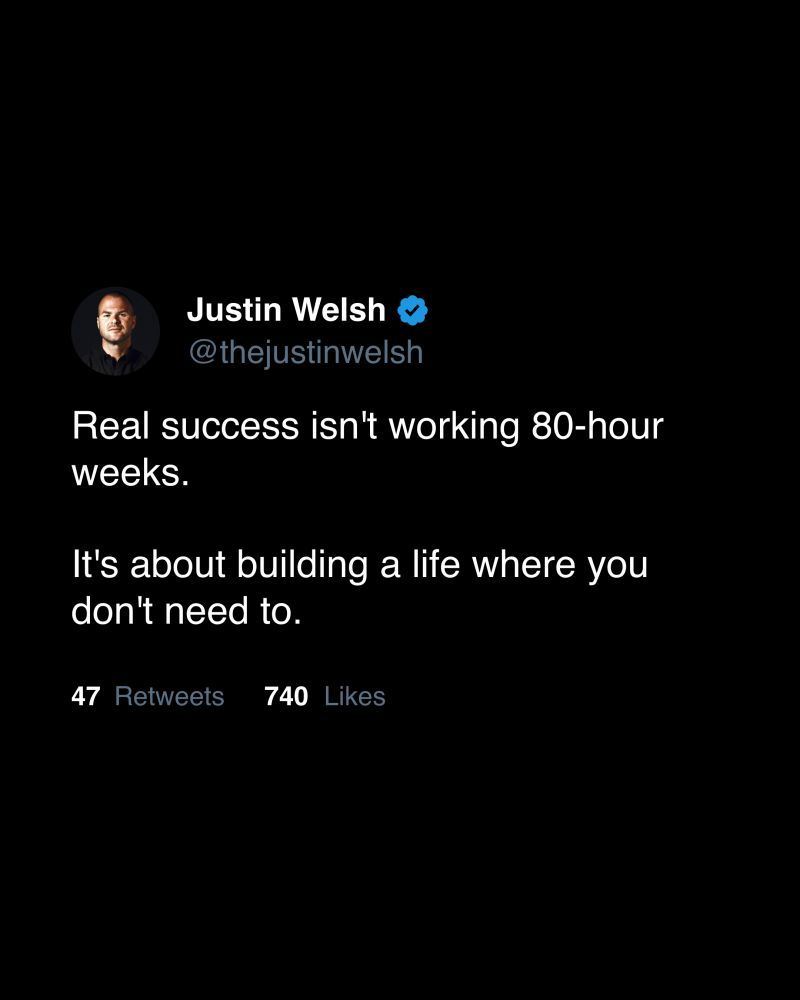 Justin Welsh
@thejustinwelsh
Real success isn't working 80-hour
weeks.
It's about building a life where you
don't need to.
47 Retweets 740 Likes